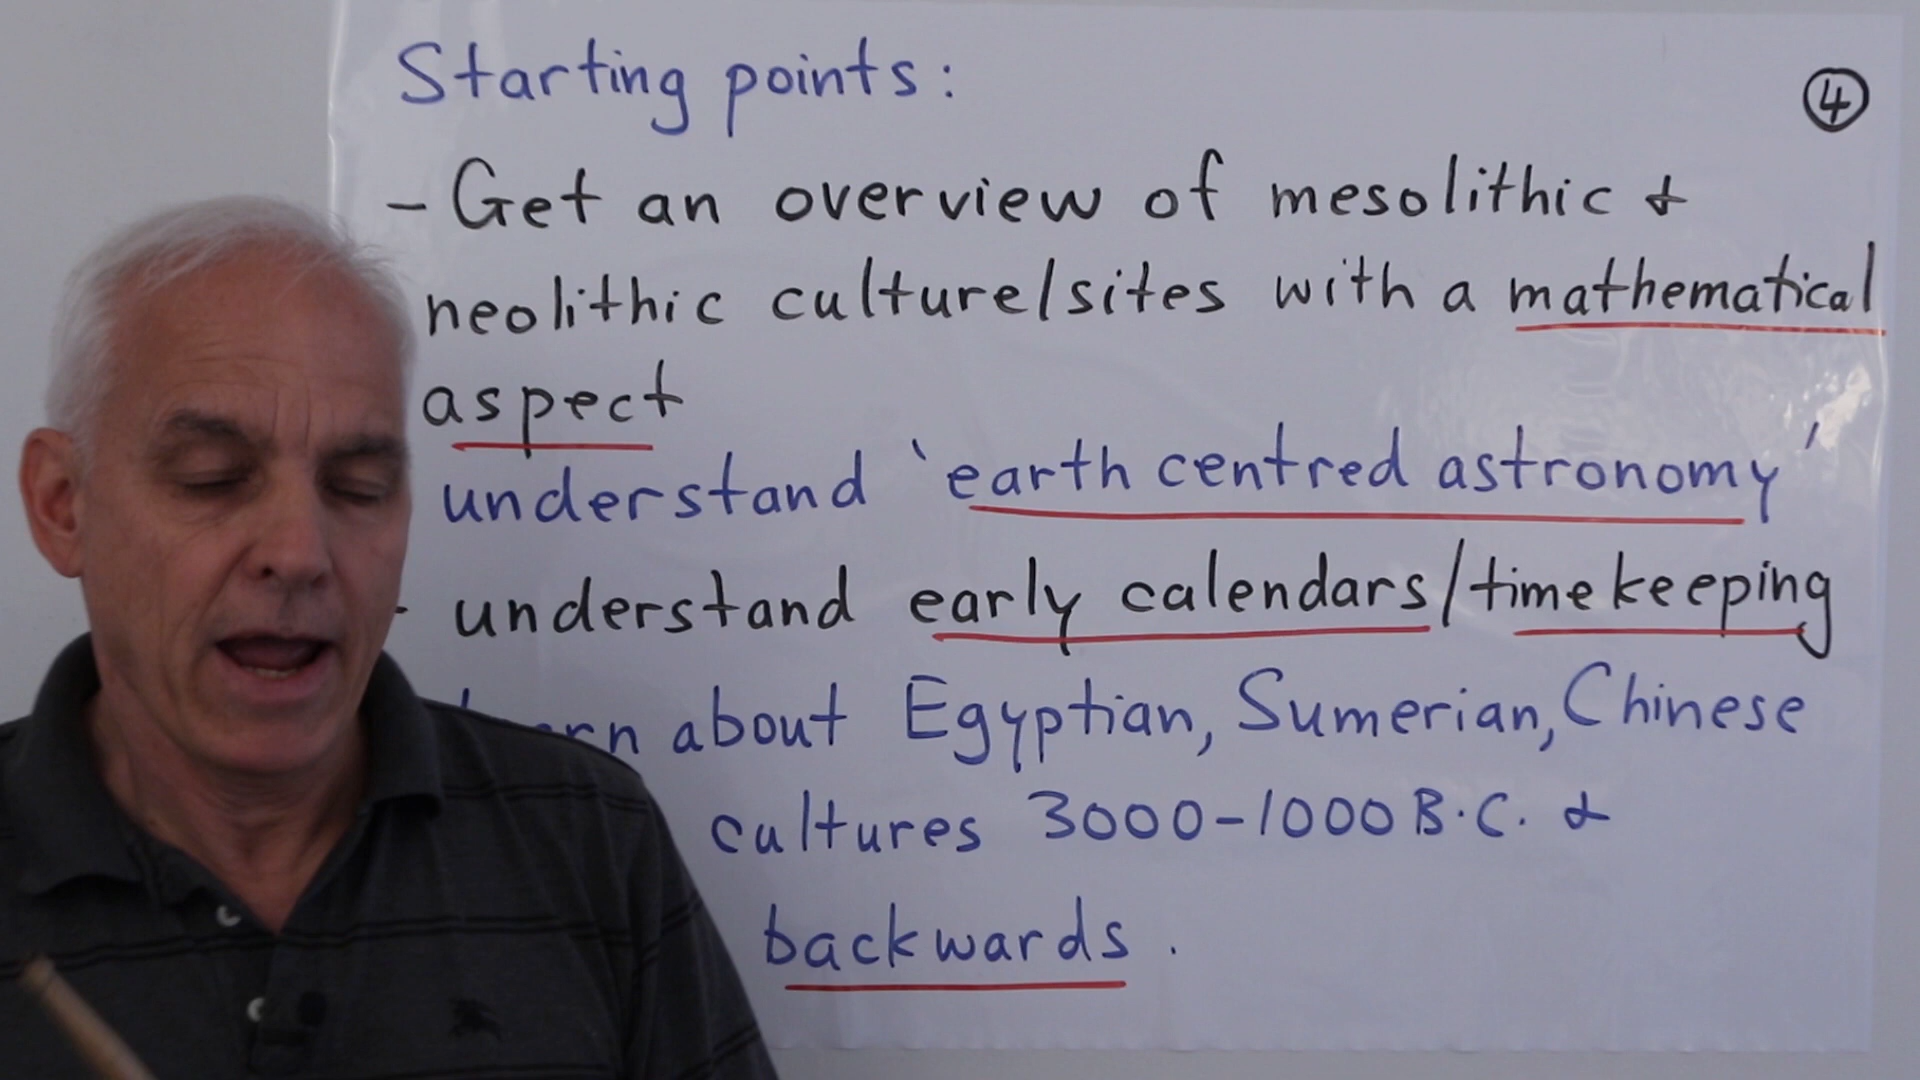 Starting points:
④
- Get an overview of mesolithic &
neolithic culture/sites with a mathematical
aspect
understand 'earth centred astronomy'
- understand early calendars/timekeeping
about Egyptian, Sumerian, Chinese
cultures 3000-1000 B.C. &
backwards.